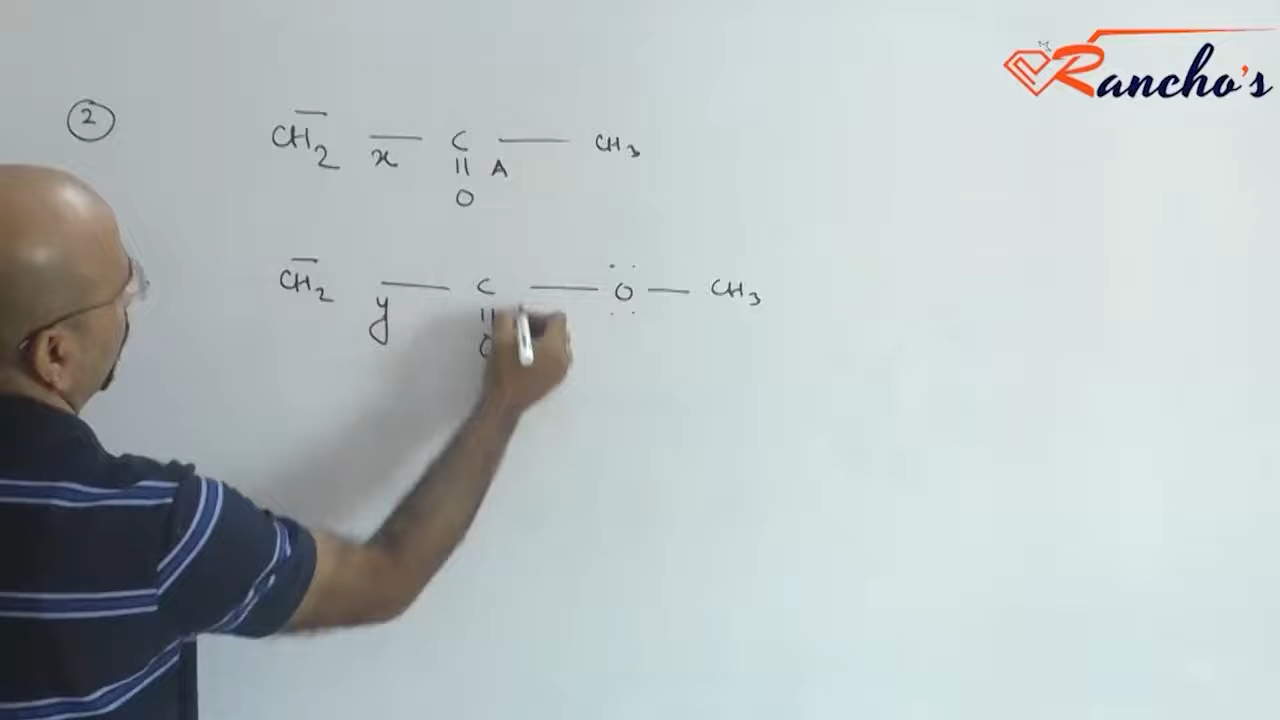 Rancho's
2
CH2 — C — CH3
x || A
O
CH2 — C — O — CH3
y ||
O